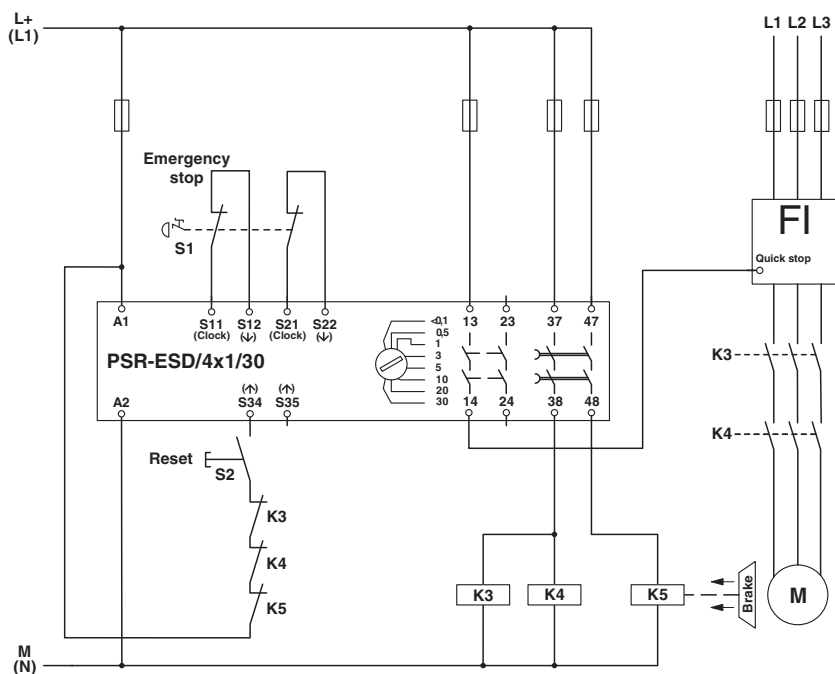 L+
(L1)
L1 L2 L3
Emergency
stop
S1
FI
Quick stop
A1
S11
(Clock)
S12
(↓)
S21
(Clock)
S22
(↓)
<0,1
0,5
1
3
5
10
20
30
13
23
37
47
PSR-ESD/4x1/30
A2
(↑)
S34
(↑)
S35
14
24
38
48
K3
K4
Reset
S2
K3
K4
K5
K3
K4
K5
Brake
M
M
(N)